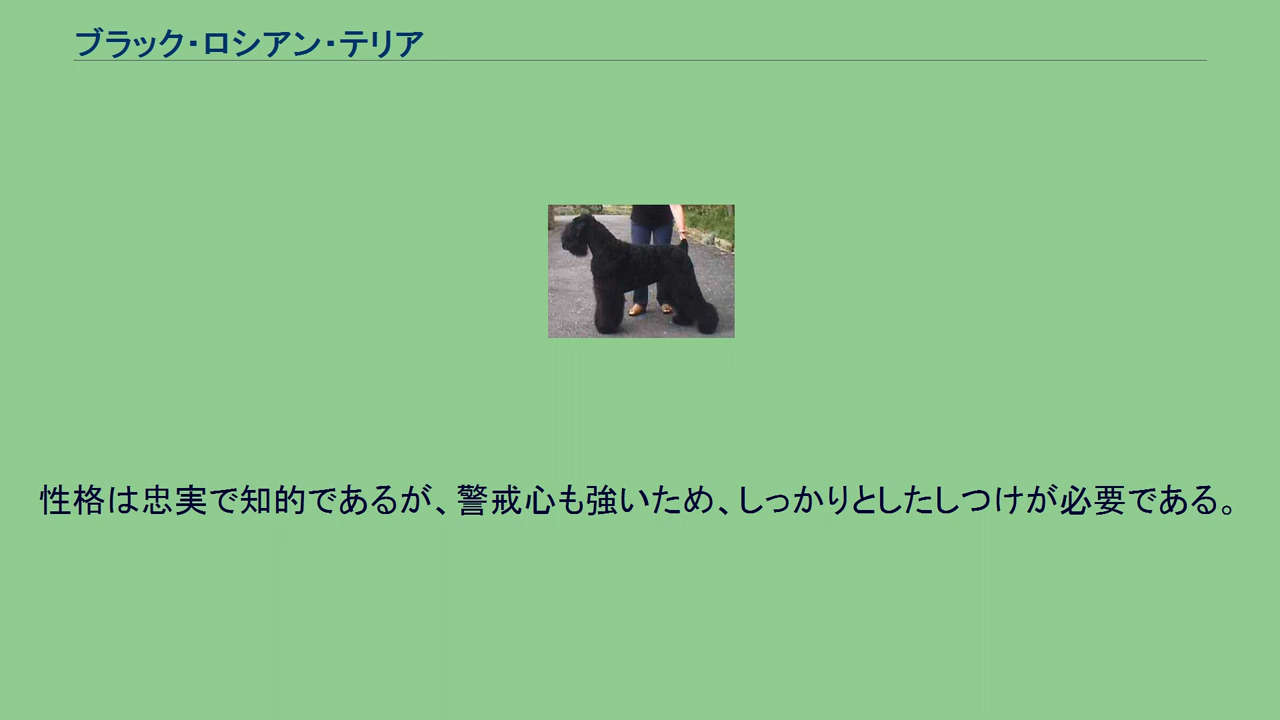 ブラック・ロシアン・テリア
性格は忠実で知的であるが、警戒心も強いため、しっかりとしたしつけが必要である。